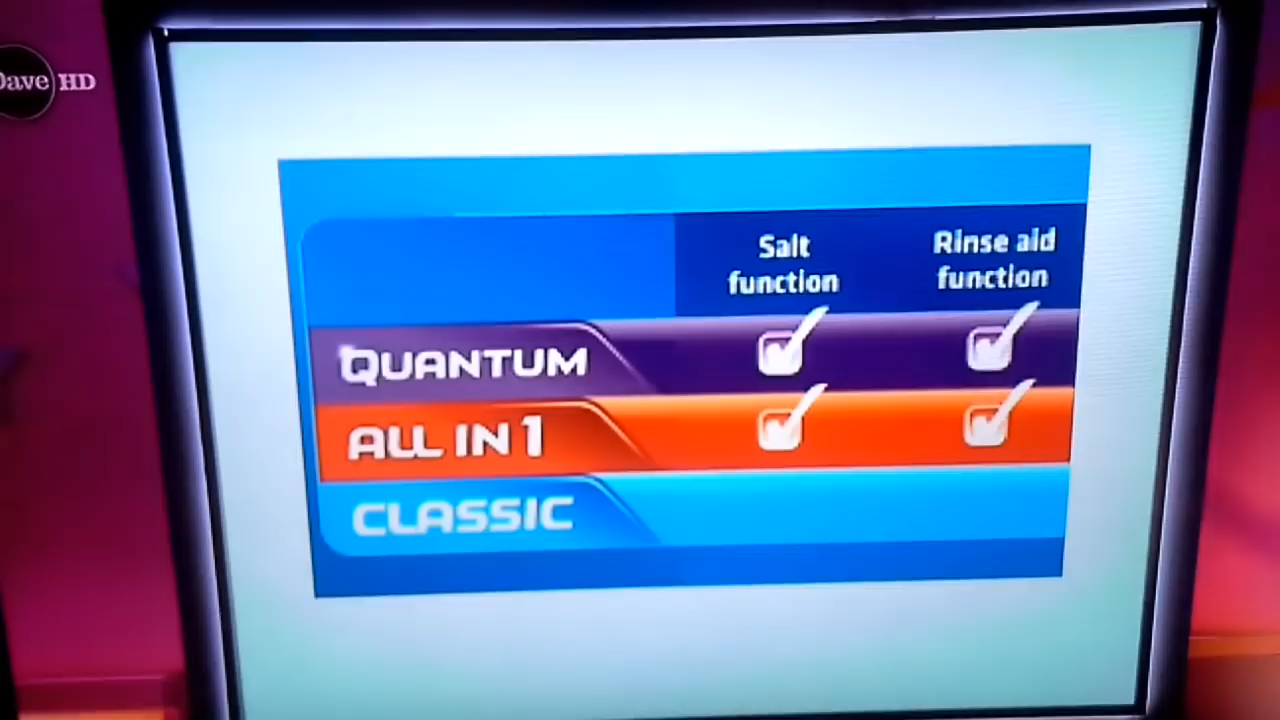 Dave HD
Salt function
Rinse aid function
QUANTUM
ALL IN 1
CLASSIC